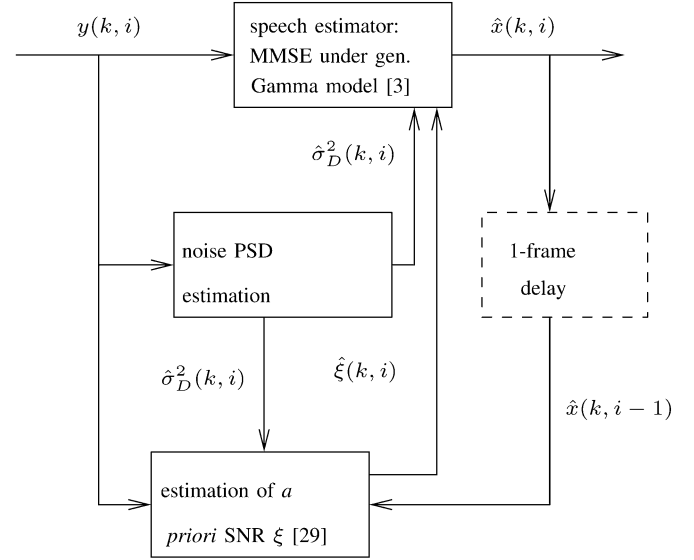 y(k, i)
speech estimator:
MMSE under gen.
Gamma model [3]
x̂(k, i)
σ̂²_D(k, i)
noise PSD
estimation
1-frame
delay
σ̂²_D(k, i)
ξ̂(k, i)
x̂(k, i − 1)
estimation of a
priori SNR ξ [29]